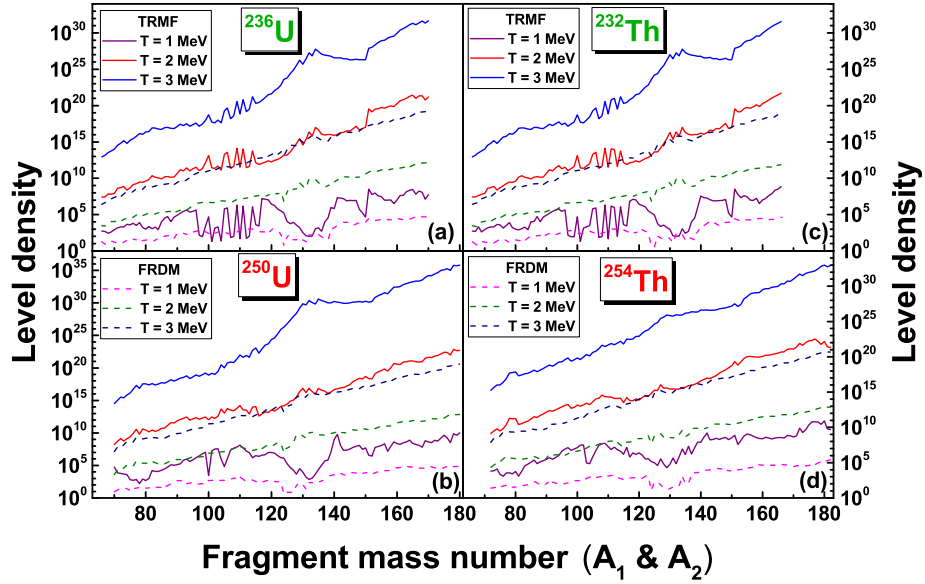 Level density
10^30
10^25
10^20
10^15
10^10
10^5
10^0
TRMF
T = 1 MeV
T = 2 MeV
T = 3 MeV
^236U
(a)
TRMF
T = 1 MeV
T = 2 MeV
T = 3 MeV
^232Th
(c)
10^30
10^25
10^20
10^15
10^10
10^5
10^0
Level density
10^35
10^30
10^25
10^20
10^15
10^10
10^5
10^0
FRDM
T = 1 MeV
T = 2 MeV
T = 3 MeV
^250U
(b)
FRDM
T = 1 MeV
T = 2 MeV
T = 3 MeV
^254Th
(d)
10^30
10^25
10^20
10^15
10^10
10^5
10^0
80 100 120 140 160 180 80 100 120 140 160 180
Fragment mass number (A_1 & A_2)